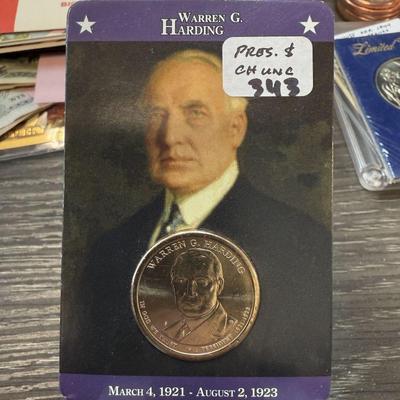 WARREN G.
HARDING
PRES. $
CH UNC
343
Limited
WARREN G. HARDING
IN GOD WE TRUST
PRESIDENT
MARCH 4, 1921 - AUGUST 2, 1923